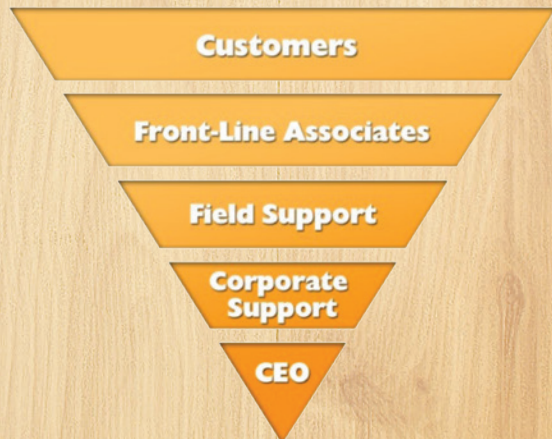 Customers
Front-Line Associates
Field Support
Corporate
Support
CEO